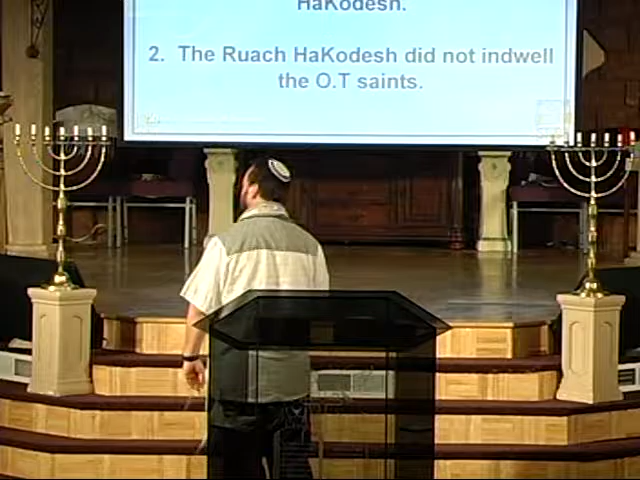 HaKodesh.
2. The Ruach HaKodesh did not indwell
the O.T saints.